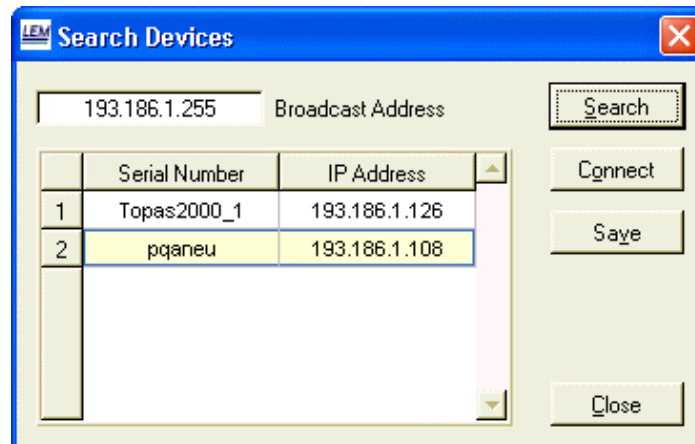 LEM Search Devices
193.186.1.255 Broadcast Address Search
Serial Number IP Address Connect
1 Topas2000_1 193.186.1.126
2 pqaneu 193.186.1.108 Save
Close